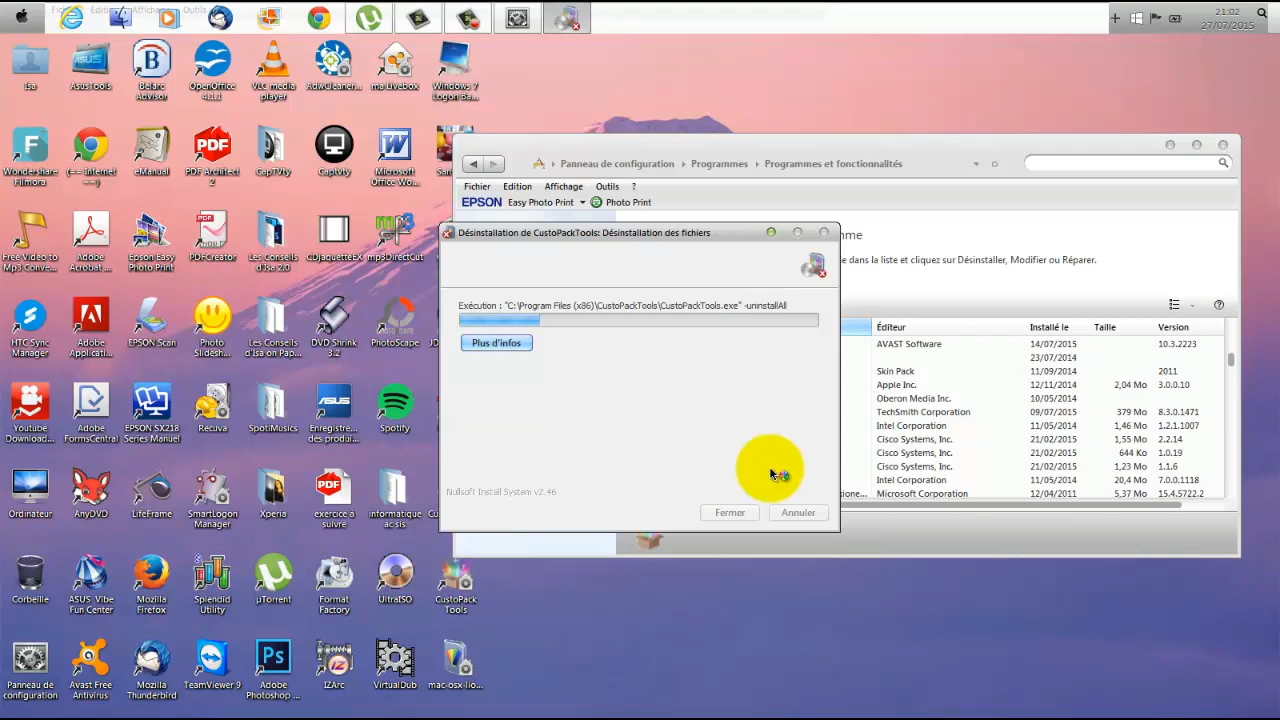 Fichier Edition Affichage Outils
21:02
27/07/2015
Isa
AsusTools
Belarc Advisor
OpenOffice 4.1.1
VLC media player
AdwCleaner...
ma Livebox
Windows 7 Logon Ba...
Wondershare Filmora
(~~ Internet ~~)
eManual
PDF Architect 2
CapTVty
Captvty
Microsoft Office Wo...
San
Panneau de configuration Programmes Programmes et fonctionnalités
Fichier Edition Affichage Outils ?
EPSON Easy Photo Print Photo Print
Free Video to Mp3 Conve...
Adobe Acrobat ...
Epson Easy Photo Print
PDFCreator
Les Conseils d'Isa 2.0
CDJaquetteEX
mp3DirectCut
Désinstallation de CustoPackTools: Désinstallation des fichiers
mme
e dans la liste et cliquez sur Désinstaller, Modifier ou Réparer.
Exécution : "C:\Program Files (x86)\CustoPackTools\CustoPackTools.exe" -uninstallAll
Plus d'infos
Éditeur Installé le Taille Version
AVAST Software 14/07/2015 10.3.2223
23/07/2014
Skin Pack 11/09/2014 2011
Apple Inc. 12/11/2014 2,04 Mo 3.0.0.10
Oberon Media Inc. 10/05/2014
TechSmith Corporation 09/07/2015 379 Mo 8.3.0.1471
Intel Corporation 11/05/2014 1,46 Mo 1.2.1.1007
Cisco Systems, Inc. 21/02/2015 1,55 Mo 2.2.14
Cisco Systems, Inc. 21/02/2015 644 Ko 1.0.19
Cisco Systems, Inc. 21/02/2015 1,23 Mo 1.1.6
Intel Corporation 11/05/2014 20,4 Mo 7.0.0.1118
Microsoft Corporation 12/04/2011 5,37 Mo 15.4.5722.2
HTC Sync Manager
Adobe Applicati...
EPSON Scan
Photo Slidesh...
Les Conseils d'Isa on Pap...
DVD Shrink 3.2
PhotoScape
Youtube Download...
Adobe FormsCentral
EPSON SX218 Series Manuel
Recuva
SpotiMusics
Enregistre... des produi...
Spotify
Nullsoft Install System v2.46
Fermer Annuler
Ordinateur
AnyDVD
LifeFrame
SmartLogon Manager
Xperia
exercice à suivre
informatique ac sis
Corbeille
ASUS_Vibe Fun Center
Mozilla Firefox
Splendid Utility
µTorrent
Format Factory
UltraISO
CustoPack Tools
Panneau de configuration
Avast Free Antivirus
Mozilla Thunderbird
TeamViewer 9
Adobe Photoshop ...
IZArc
VirtualDub
mac-osx-lio...